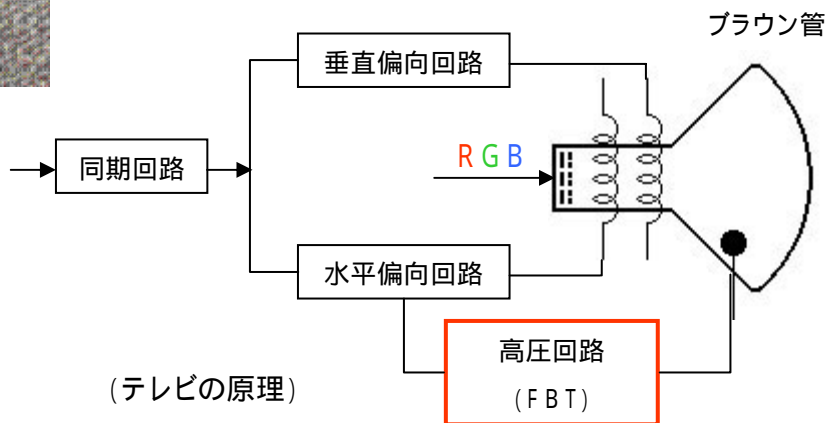 ブラウン管
垂直偏向回路
同期回路
R G B
水平偏向回路
高圧回路
(FBT)
(テレビの原理)